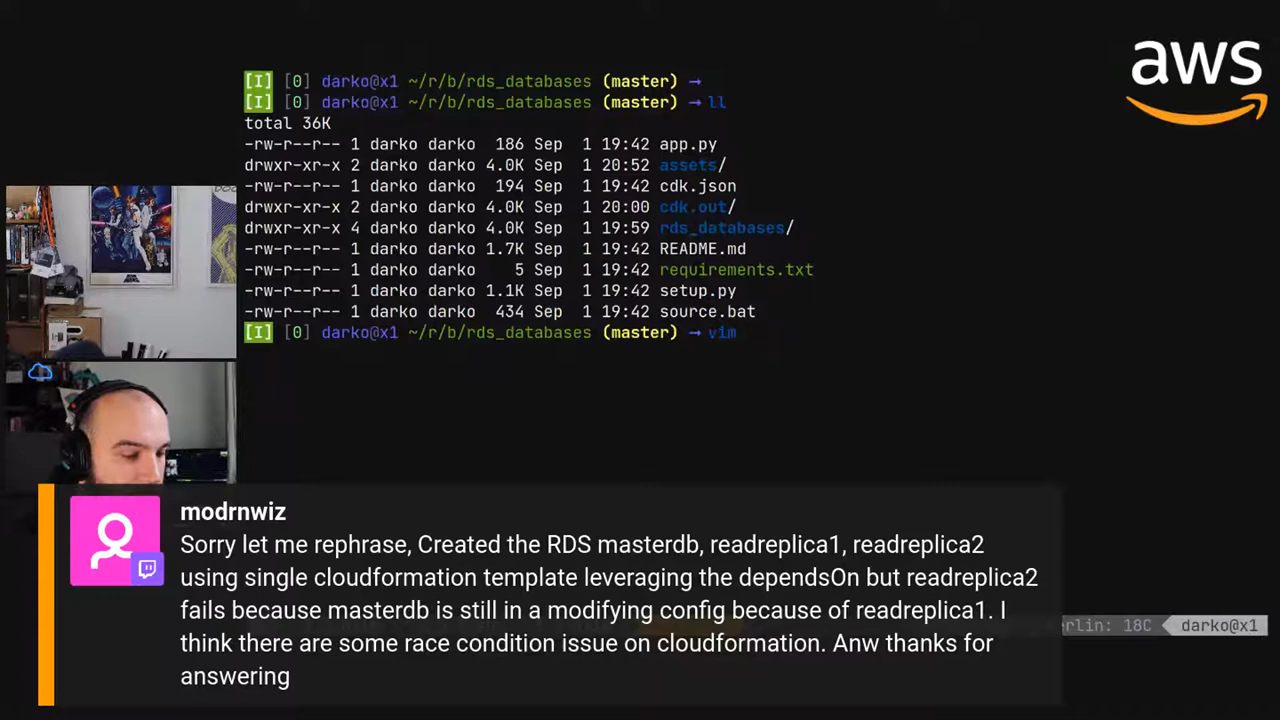 aws
[I] [0] darko@x1 ~/r/b/rds_databases (master) →
[I] [0] darko@x1 ~/r/b/rds_databases (master) → ll
total 36K
-rw-r--r-- 1 darko darko 186 Sep 1 19:42 app.py
drwxr-xr-x 2 darko darko 4.0K Sep 1 20:52 assets/
-rw-r--r-- 1 darko darko 194 Sep 1 19:42 cdk.json
drwxr-xr-x 2 darko darko 4.0K Sep 1 20:00 cdk.out/
drwxr-xr-x 4 darko darko 4.0K Sep 1 19:59 rds_databases/
-rw-r--r-- 1 darko darko 1.7K Sep 1 19:42 README.md
-rw-r--r-- 1 darko darko 5 Sep 1 19:42 requirements.txt
-rw-r--r-- 1 darko darko 1.1K Sep 1 19:42 setup.py
-rw-r--r-- 1 darko darko 434 Sep 1 19:42 source.bat
[I] [0] darko@x1 ~/r/b/rds_databases (master) → vim
modrnwiz
Sorry let me rephrase, Created the RDS masterdb, readreplica1, readreplica2
using single cloudformation template leveraging the dependsOn but readreplica2
fails because masterdb is still in a modifying config because of readreplica1. I
think there are some race condition issue on cloudformation. Anw thanks for
answering
erlin: 18C darko@x1